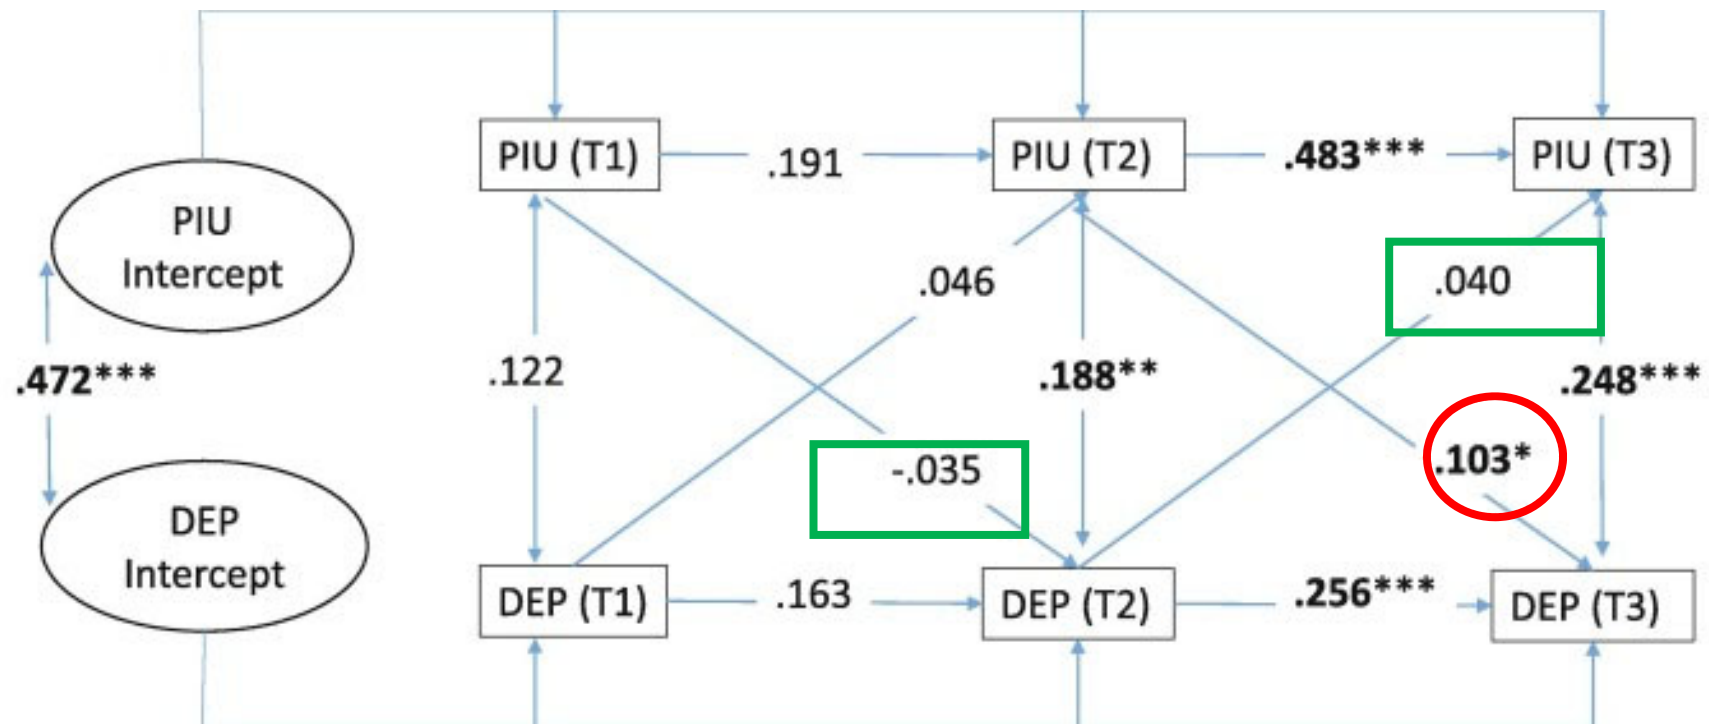 PIU (T1)
.191
PIU (T2)
.483***
PIU (T3)
PIU
Intercept
.046
.040
.472***
.122
.188**
.248***
-.035
.103*
DEP
Intercept
DEP (T1)
.163
DEP (T2)
.256***
DEP (T3)